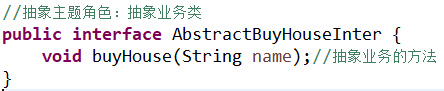 //抽象主题角色：抽象业务类
public interface AbstractBuyHouseInter {
    void buyHouse(String name);//抽象业务的方法
}